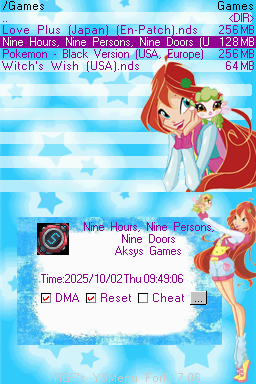 /Games Games
.. <DIR>
Love Plus (Japan) (En-Patch).nds 256MB
Nine Hours, Nine Persons, Nine Doors (U 128MB
Pokemon - Black Version (USA, Europe) 256MB
Witch's Wish (USA).nds 64MB
Nine Hours, Nine Persons,
Nine Doors
Aksys Games
Time:2025/10/02Thu 09:49:06
DMA Reset Cheat ...